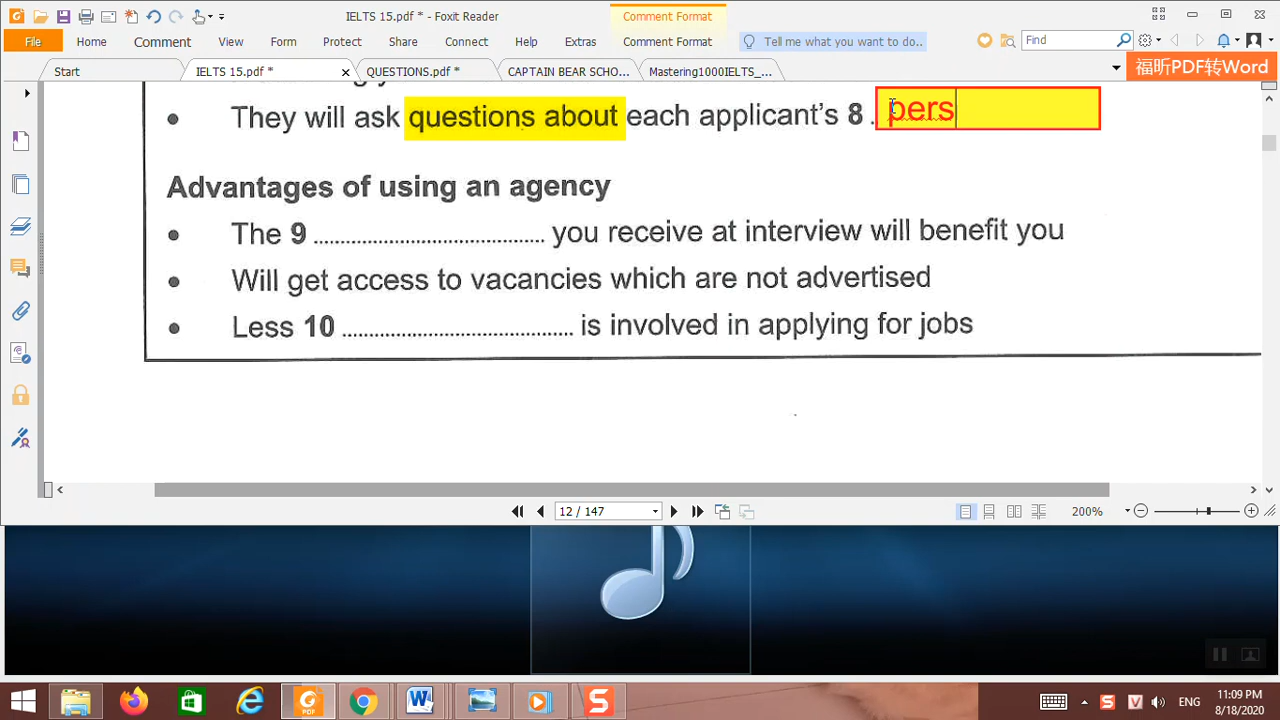 IELTS 15.pdf * - Foxit Reader
Comment Format
File Home Comment View Form Protect Share Connect Help Extras Comment Format Tell me what you want to do.. Find
Start IELTS 15.pdf * QUESTIONS.pdf * CAPTAIN BEAR SCHO... Mastering1000IELTS_... 福昕PDF转Word
They will ask questions about each applicant's 8 . pers
Advantages of using an agency
The 9 .......................................... you receive at interview will benefit you
Will get access to vacancies which are not advertised
Less 10 .......................................... is involved in applying for jobs
12 / 147 200%
ENG 11:09 PM
8/18/2020